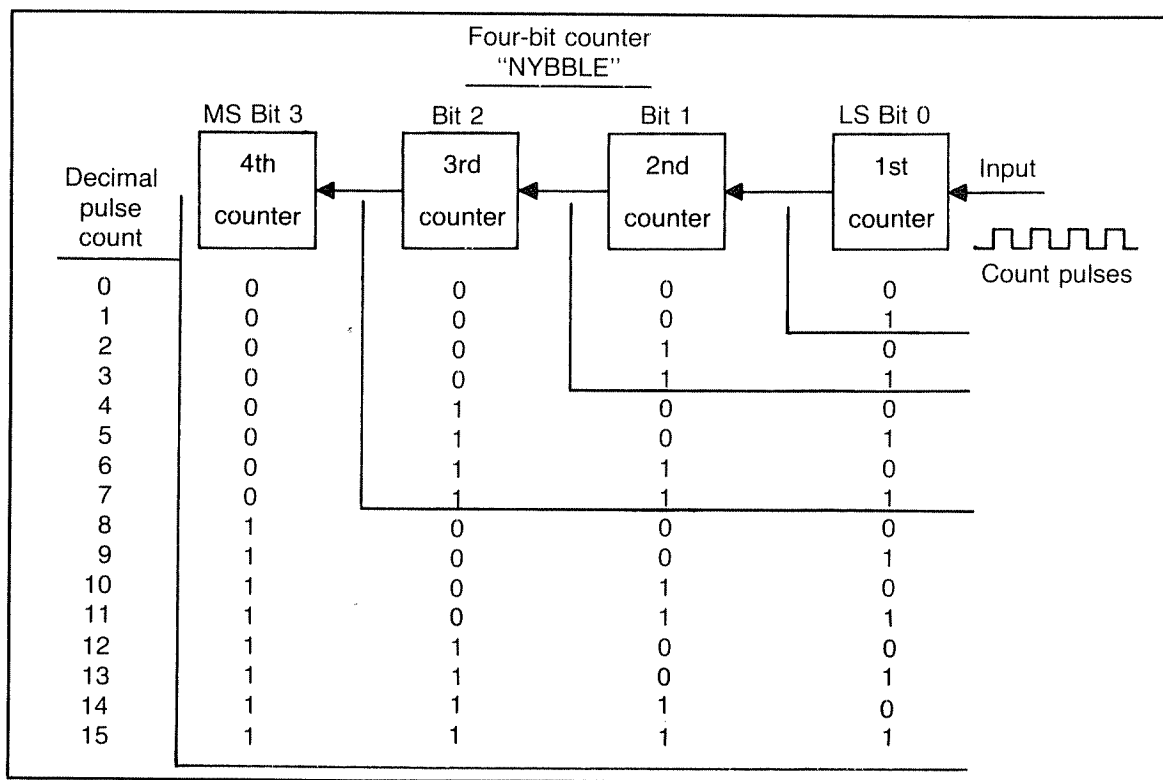 Four-bit counter
"NYBBLE"
MS Bit 3 Bit 2 Bit 1 LS Bit 0
Decimal
pulse
count
4th
counter
3rd
counter
2nd
counter
1st
counter
Input
Count pulses
0 0 0 0 0
1 0 0 0 1
2 0 0 1 0
3 0 0 1 1
4 0 1 0 0
5 0 1 0 1
6 0 1 1 0
7 0 1 1 1
8 1 0 0 0
9 1 0 0 1
10 1 0 1 0
11 1 0 1 1
12 1 1 0 0
13 1 1 0 1
14 1 1 1 0
15 1 1 1 1